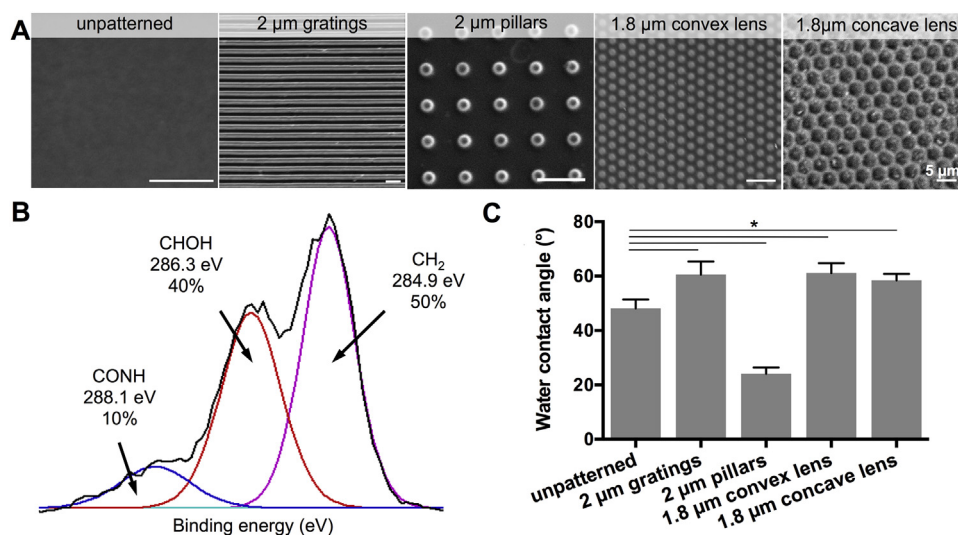 A
unpatterned
2 µm gratings
2 µm pillars
1.8 µm convex lens
1.8µm concave lens
5 µm
B
CHOH
286.3 eV
40%
CH₂
284.9 eV
50%
CONH
288.1 eV
10%
Binding energy (eV)
C
*
80
60
40
20
0
Water contact angle (°)
unpatterned
2 µm gratings
2 µm pillars
1.8 µm convex lens
1.8 µm concave lens